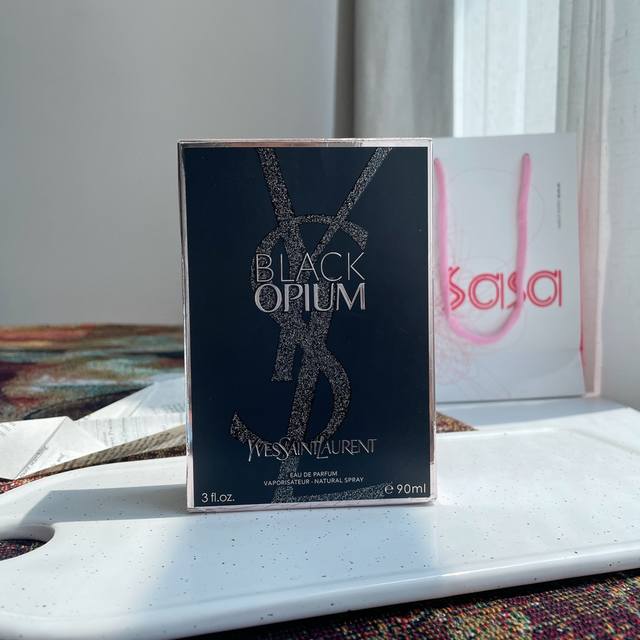 BLACK
OPIUM
YVESSAINTLAURENT
EAU DE PARFUM
VAPORISATEUR - NATURAL SPRAY
3 fl.oz.
℮ 90ml
sasa